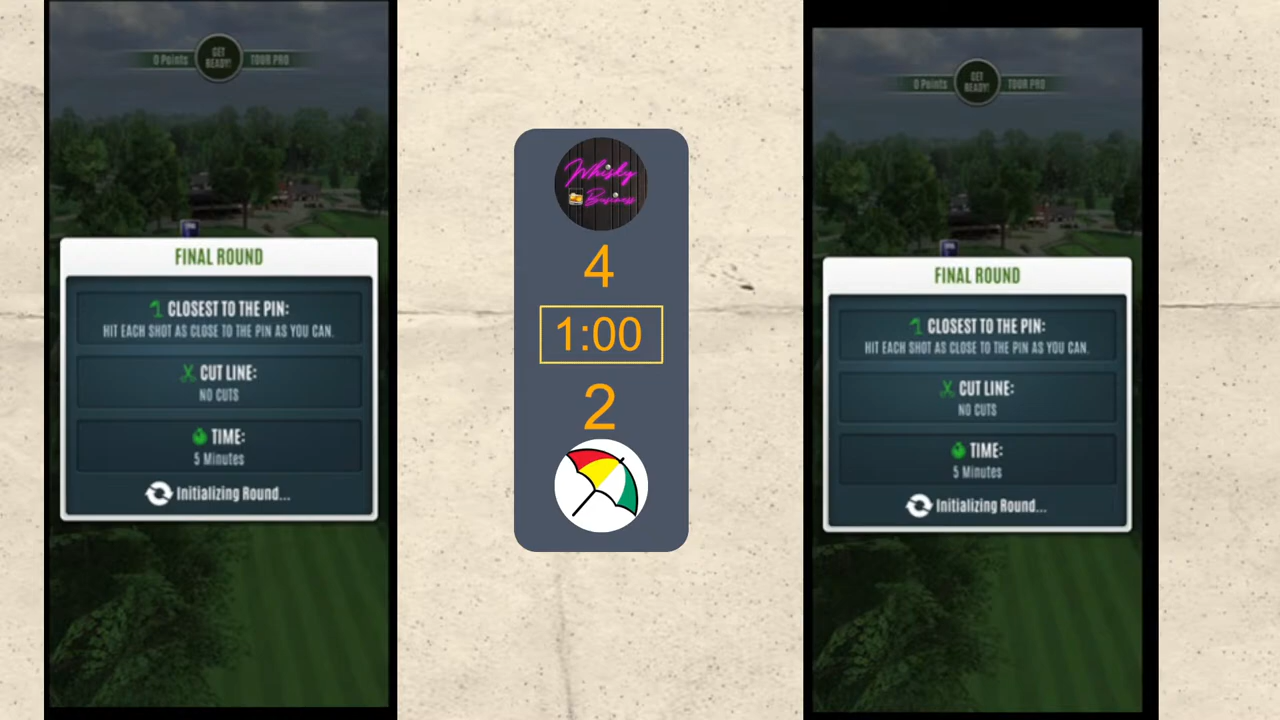 0 Points
GET READY!
TOUR PRO
FINAL ROUND
CLOSEST TO THE PIN:
HIT EACH SHOT AS CLOSE TO THE PIN AS YOU CAN.
CUT LINE:
NO CUTS
TIME:
5 Minutes
Initializing Round...
Whisky
Business
4
1:00
2
0 Points
GET READY!
TOUR PRO
FINAL ROUND
CLOSEST TO THE PIN:
HIT EACH SHOT AS CLOSE TO THE PIN AS YOU CAN.
CUT LINE:
NO CUTS
TIME:
5 Minutes
Initializing Round...